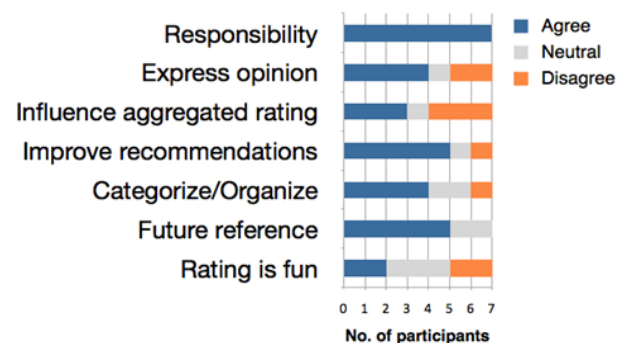 Responsibility
Express opinion
Influence aggregated rating
Improve recommendations
Categorize/Organize
Future reference
Rating is fun
0 1 2 3 4 5 6 7
No. of participants
Agree
Neutral
Disagree